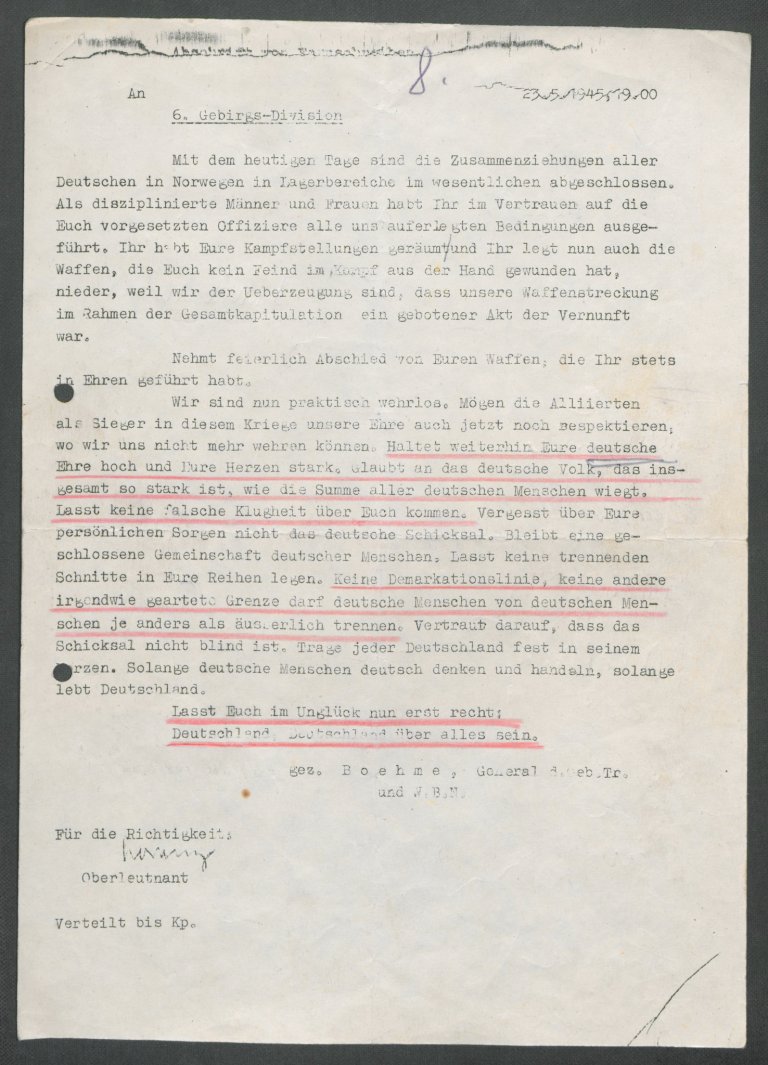 Abschrift von Fernschreiben
8.
An 23.5.1945, 19.00
6. Gebirgs-Division
Mit dem heutigen Tage sind die Zusammenziehungen aller
Deutschen in Norwegen in Lagerbereiche im wesentlichen abgeschlossen.
Als disziplinierte Männer und Frauen habt Ihr im Vertrauen auf die
Euch vorgesetzten Offiziere alle uns auferlegten Bedingungen ausge-
führt. Ihr habt Eure Kampfstellungen geräumt/und Ihr legt nun auch die
Waffen, die Euch kein Feind im Kampf aus der Hand gewunden hat,
nieder, weil wir der Ueberzeugung sind, dass unsere Waffenstreckung
im Rahmen der Gesamtkapitulation ein gebotener Akt der Vernunft
war.
Nehmt feierlich Abschied von Euren Waffen, die Ihr stets
in Ehren geführt habt.
Wir sind nun praktisch wehrlos. Mögen die Alliierten
als Sieger in diesem Kriege unsere Ehre auch jetzt noch respektieren,
wo wir uns nicht mehr wehren können. Haltet weiterhin Eure deutsche
Ehre hoch und Eure Herzen stark. Glaubt an das deutsche Volk, das ins-
gesamt so stark ist, wie die Summe aller deutschen Menschen wiegt.
Lasst keine falsche Klugheit über Euch kommen. Vergesst über Eure
persönlichen Sorgen nicht das deutsche Schicksal. Bleibt eine ge-
schlossene Gemeinschaft deutscher Menschen. Lasst keine trennenden
Schnitte in Eure Reihen legen. Keine Demarkationslinie, keine andere
irgendwie geartete Grenze darf deutsche Menschen von deutschen Men-
schen je anders als äusserlich trennen. Vertraut darauf, dass das
Schicksal nicht blind ist. Trage jeder Deutschland fest in seinem
Herzen. Solange deutsche Menschen deutsch denken und handeln, solange
lebt Deutschland.
Lasst Euch im Unglück nun erst recht:
Deutschland, Deutschland über alles sein.
gez. Boehme, General d.Geb.Tr.
und W.B.N.
Für die Richtigkeit:
Oberleutnant
Verteilt bis Kp.